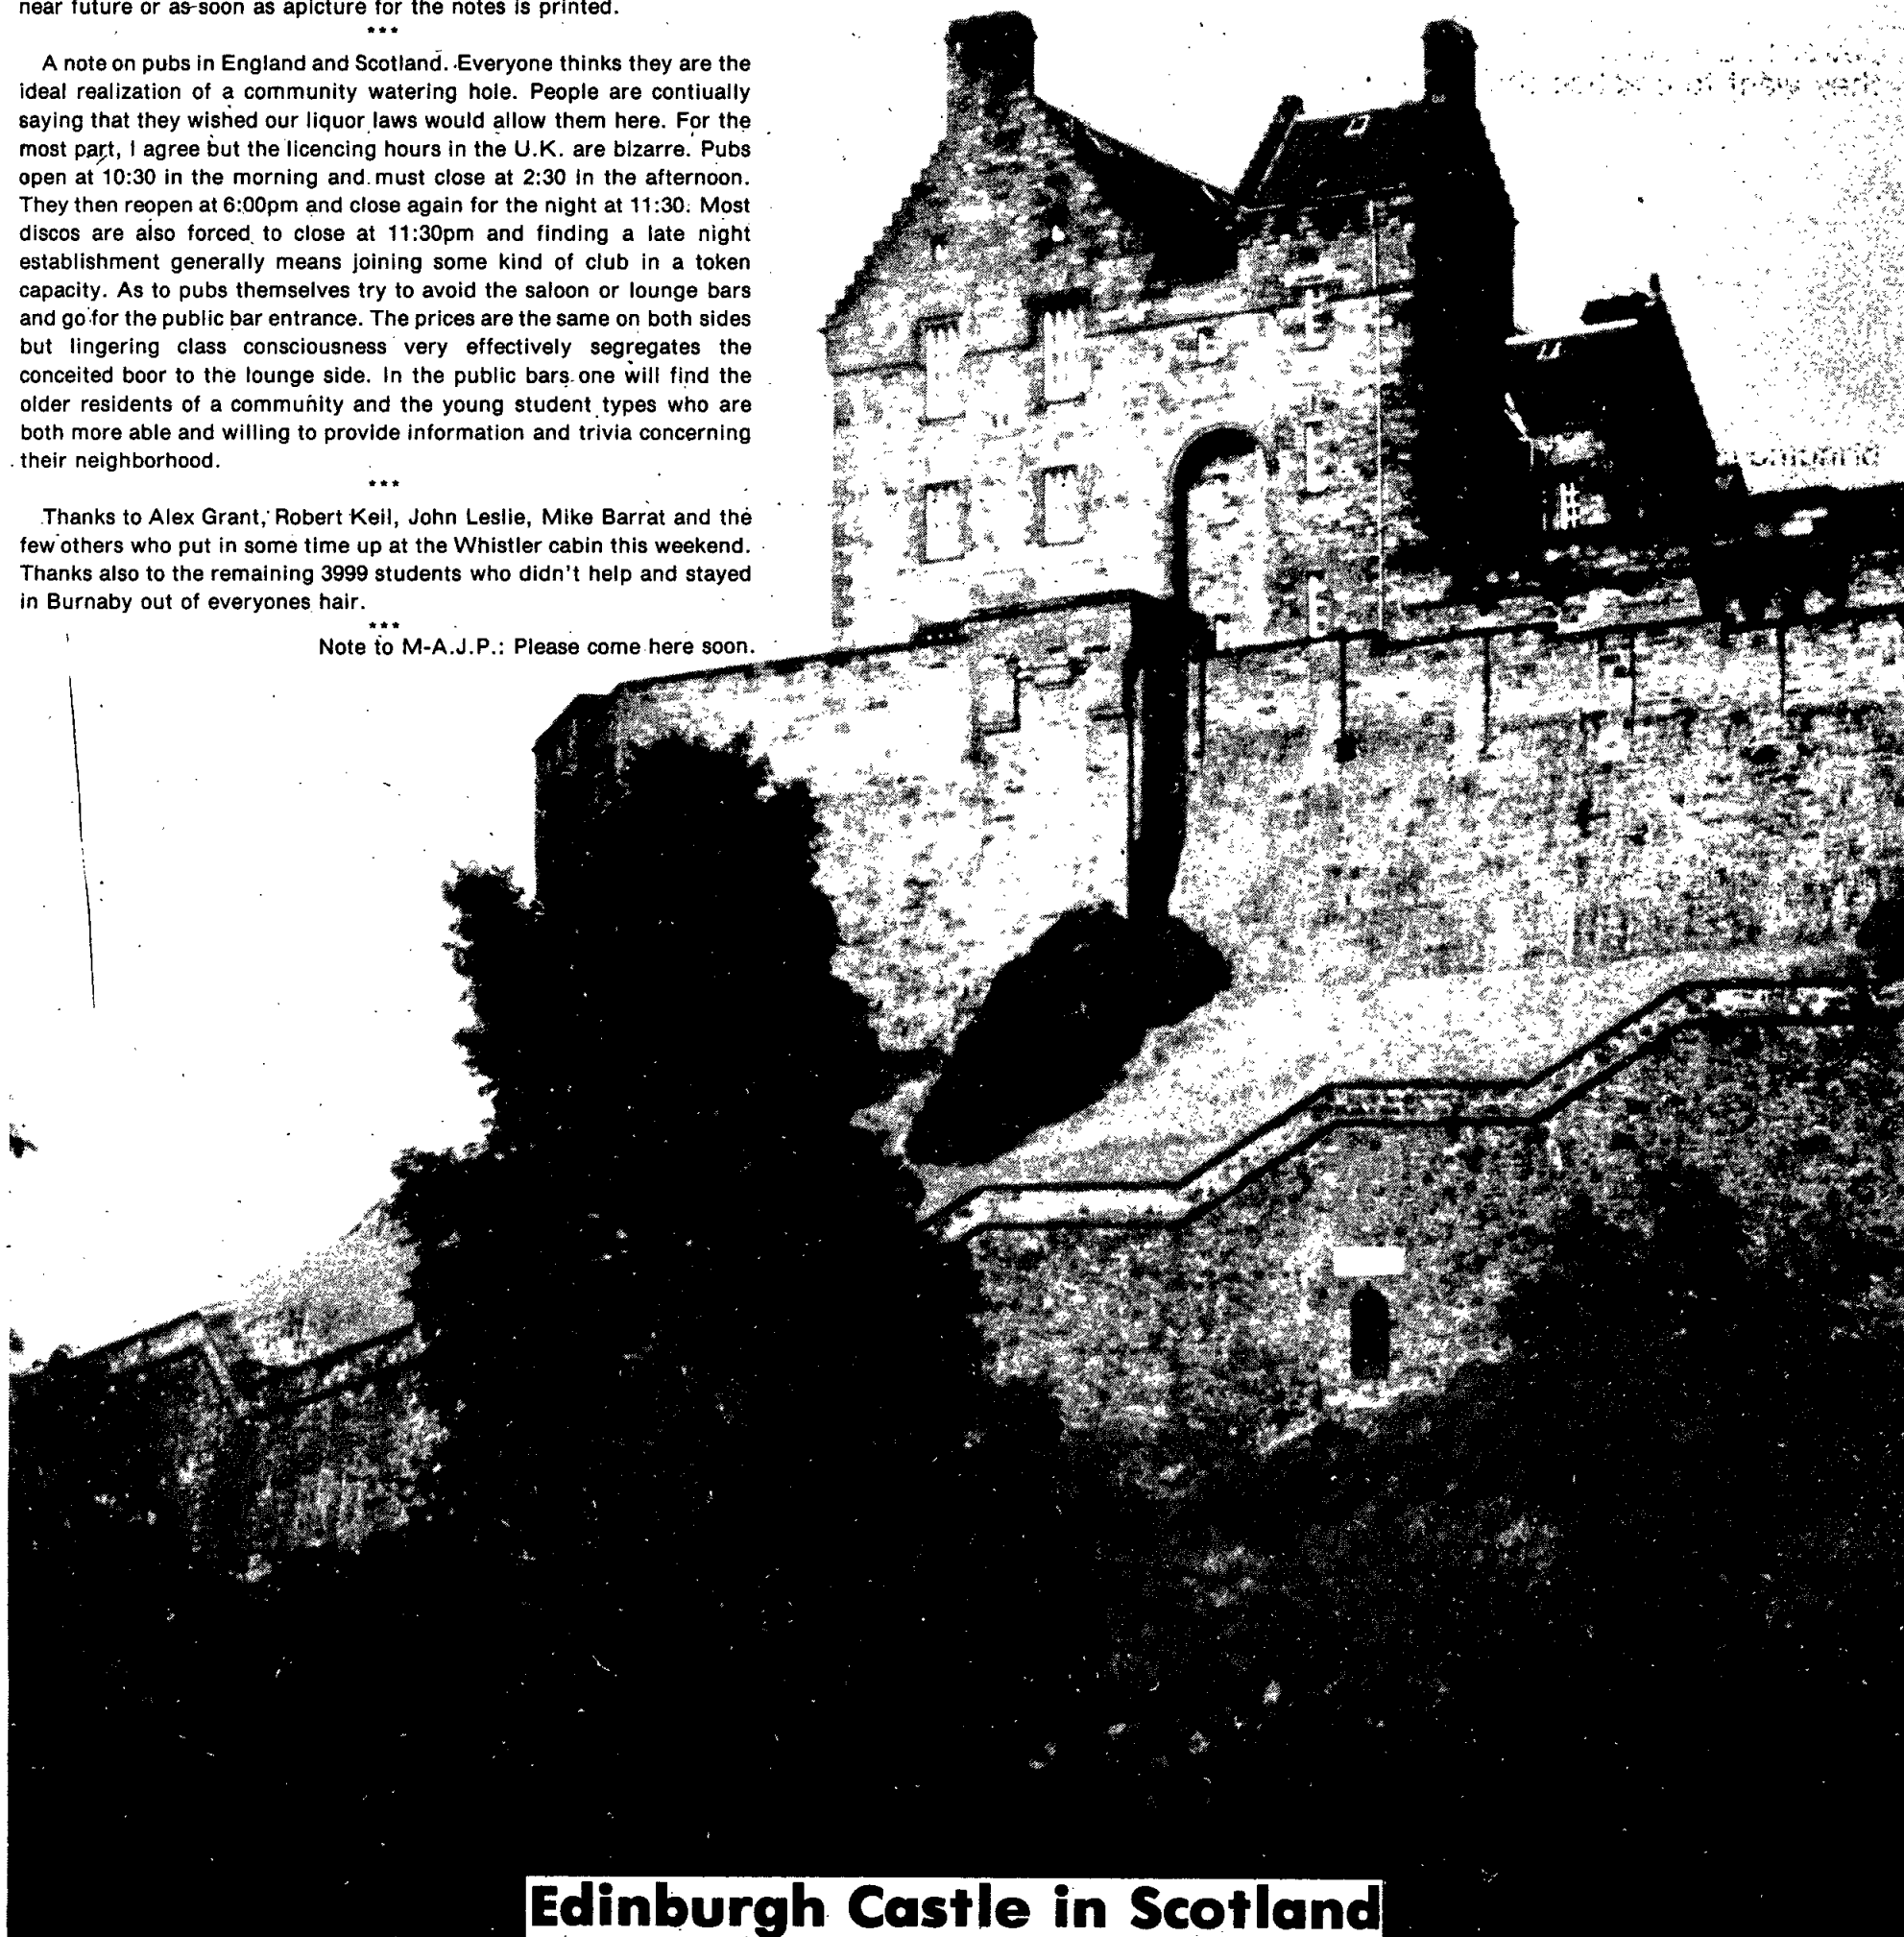 near future or as soon as apicture for the notes is printed.
***
A note on pubs in England and Scotland. Everyone thinks they are the
ideal realization of a community watering hole. People are contiually
saying that they wished our liquor laws would allow them here. For the
most part, I agree but the licencing hours in the U.K. are bizarre. Pubs
open at 10:30 in the morning and must close at 2:30 in the afternoon.
They then reopen at 6:00pm and close again for the night at 11:30. Most
discos are also forced to close at 11:30pm and finding a late night
establishment generally means joining some kind of club in a token
capacity. As to pubs themselves try to avoid the saloon or lounge bars
and go for the public bar entrance. The prices are the same on both sides
but lingering class consciousness very effectively segregates the
conceited boor to the lounge side. In the public bars one will find the
older residents of a community and the young student types who are
both more able and willing to provide information and trivia concerning
their neighborhood.
***
Thanks to Alex Grant, Robert Keil, John Leslie, Mike Barrat and the
few others who put in some time up at the Whistler cabin this weekend.
Thanks also to the remaining 3999 students who didn't help and stayed
in Burnaby out of everyones hair.
***
Note to M-A.J.P.: Please come here soon.
Edinburgh Castle in Scotland